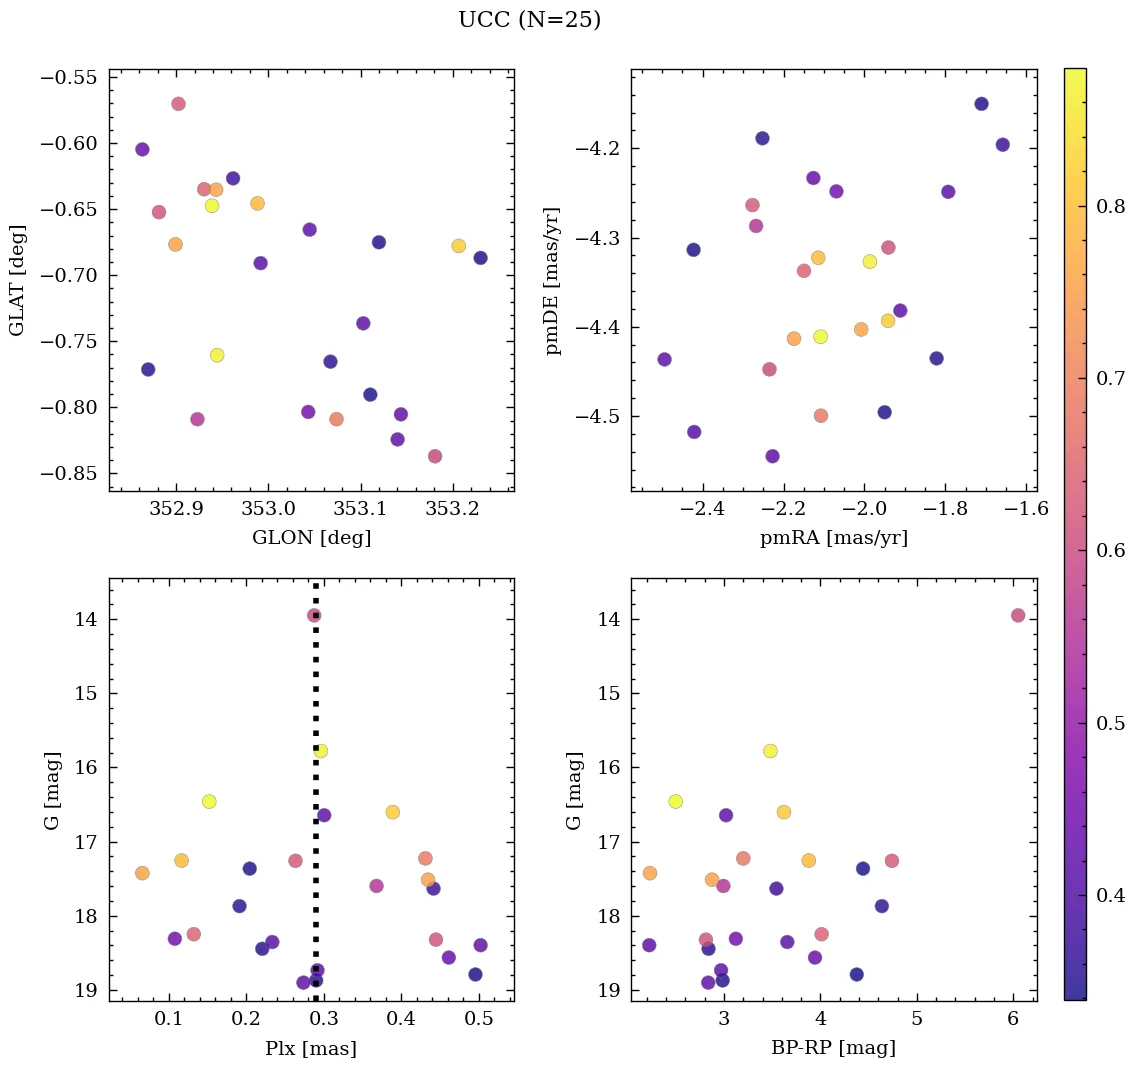 UCC (N=25)
−0.55
−0.60
−0.65
−0.70
−0.75
−0.80
−0.85
GLAT [deg]
352.9 353.0 353.1 353.2
GLON [deg]
−4.2
−4.3
−4.4
−4.5
pmDE [mas/yr]
−2.4 −2.2 −2.0 −1.8 −1.6
pmRA [mas/yr]
14
15
16
17
18
19
G [mag]
0.1 0.2 0.3 0.4 0.5
Plx [mas]
14
15
16
17
18
19
G [mag]
3 4 5 6
BP-RP [mag]
0.8
0.7
0.6
0.5
0.4